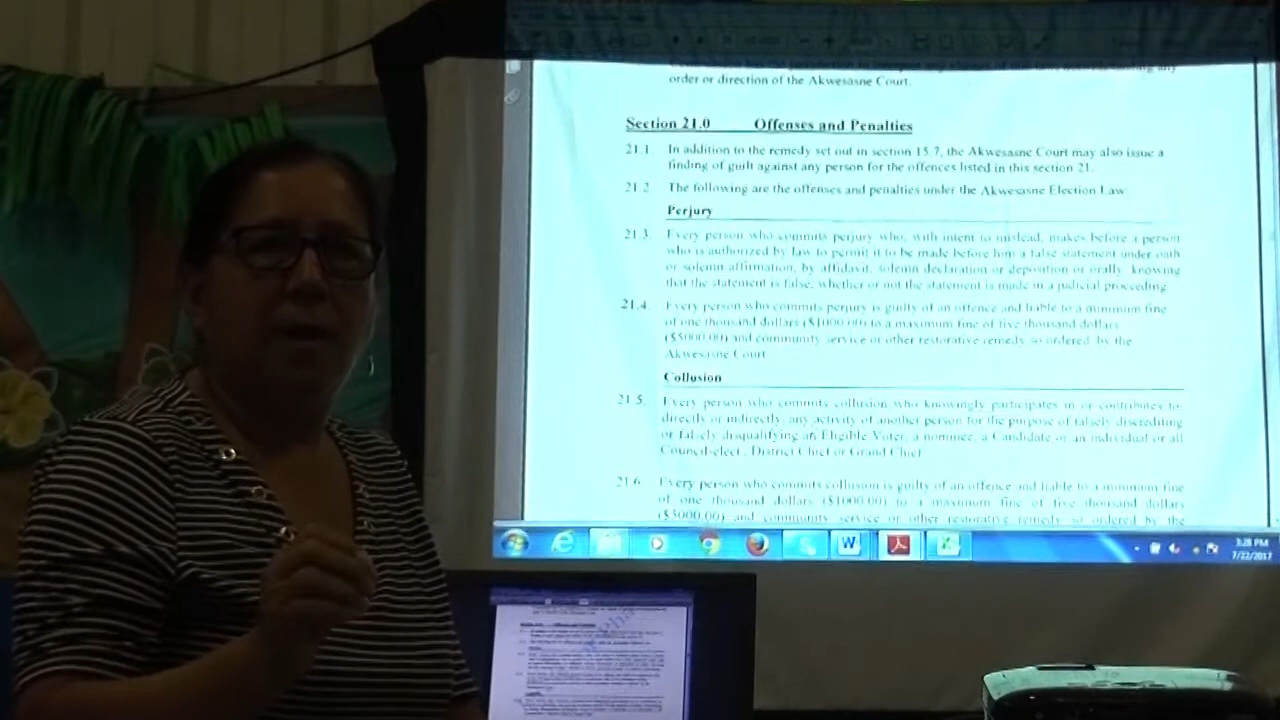 order or direction of the Akwesasne Court.
Section 21.0 Offenses and Penalties
21.1. In addition to the remedy set out in section 15.7, the Akwesasne Court may also issue a
finding of guilt against any person for the offences listed in this section 21.
21.2. The following are the offenses and penalties under the Akwesasne Election Law:
Perjury
21.3. Every person who commits perjury who, with intent to mislead, makes before a person
who is authorized by law to permit it to be made before him a false statement under oath
or solemn affirmation, by affidavit, solemn declaration or deposition or orally, knowing
that the statement is false, whether or not the statement is made in a judicial proceeding.
21.4. Every person who commits perjury is guilty of an offence and liable to a minimum fine
of one thousand dollars ($1000.00) to a maximum fine of five thousand dollars
($5000.00) and community service or other restorative remedy so ordered by the
Akwesasne Court.
Collusion
21.5. Every person who commits collusion who knowingly participates in or contributes to,
directly or indirectly, any activity of another person for the purpose of falsely discrediting
or falsely disqualifying an Eligible Voter, a nominee, a Candidate or an individual or all
Council-elect, District Chief or Grand Chief.
21.6. Every person who commits collusion is guilty of an offence and liable to a minimum fine
of one thousand dollars ($1000.00) to a maximum fine of five thousand dollars
($5000.00) and community service or other restorative remedy so ordered by the
3:28 PM
7/22/2017